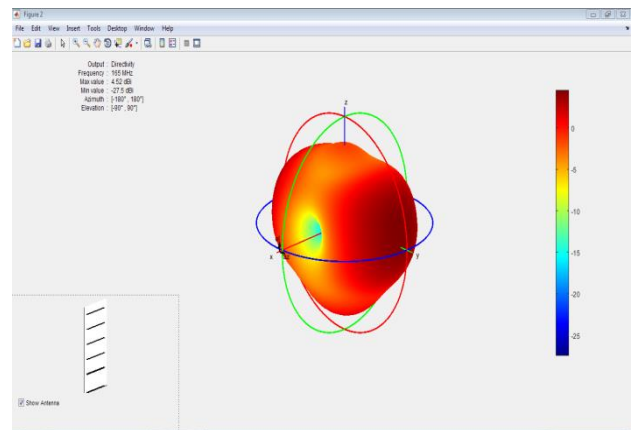 Figure 2
File Edit View Insert Tools Desktop Window Help
Output : Directivity
Frequency : 165 MHz
Max value : 4.52 dBi
Min value : -27.5 dBi
Azimuth : [-180° , 180°]
Elevation : [-90° , 90°]
z
x
y
0
-5
-10
-15
-20
-25
Show Antenna